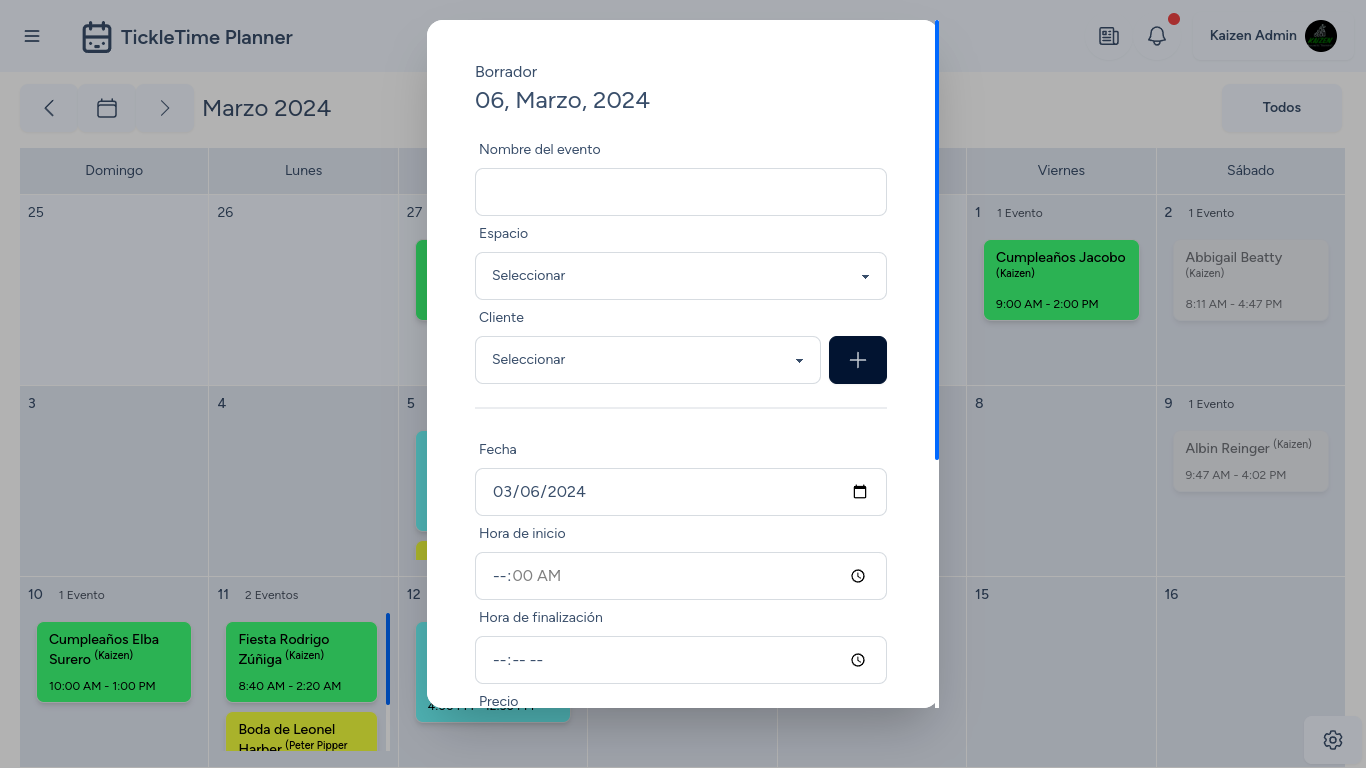 TickleTime Planner
Kaizen Admin
Marzo 2024
Todos
Domingo
Lunes
Viernes
Sábado
25
26
27
1 1 Evento
Cumpleaños Jacobo
(Kaizen)
9:00 AM - 2:00 PM
2 1 Evento
Abbigail Beatty
(Kaizen)
8:11 AM - 4:47 PM
3
4
5
8
9 1 Evento
Albin Reinger (Kaizen)
9:47 AM - 4:02 PM
10 1 Evento
Cumpleaños Elba
Surero (Kaizen)
10:00 AM - 1:00 PM
11 2 Eventos
Fiesta Rodrigo
Zúñiga (Kaizen)
8:40 AM - 2:20 AM
Boda de Leonel
Harber (Peter Pipper
12
15
16
Borrador
06, Marzo, 2024
Nombre del evento
Espacio
Seleccionar
Cliente
Seleccionar
Fecha
03/06/2024
Hora de inicio
--:00 AM
Hora de finalización
--:-- --
Precio